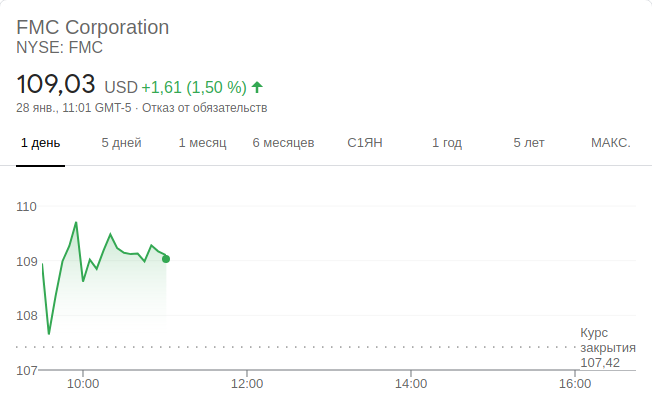 FMC Corporation
NYSE: FMC
109,03 USD +1,61 (1,50 %)
28 янв., 11:01 GMT-5 · Отказ от обязательств
1 день 5 дней 1 месяц 6 месяцев С1ЯН 1 год 5 лет МАКС.
110
109
108
Курс
закрытия
107,42
107
10:00 12:00 14:00 16:00